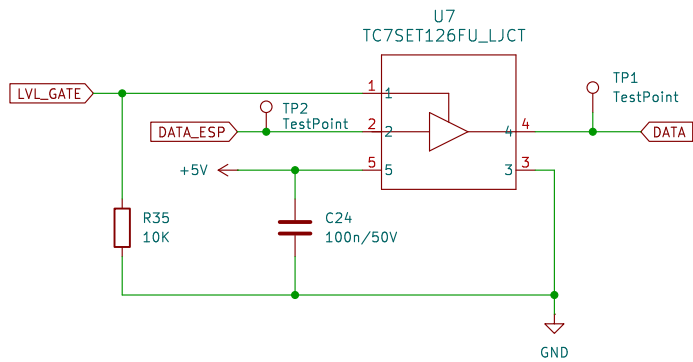 U7
TC7SET126FU_LJCT
LVL_GATE
1
1
TP2
TestPoint
TP1
TestPoint
DATA_ESP
2
2
4
4
DATA
+5V
5
5
3
3
R35
10K
C24
100n/50V
GND